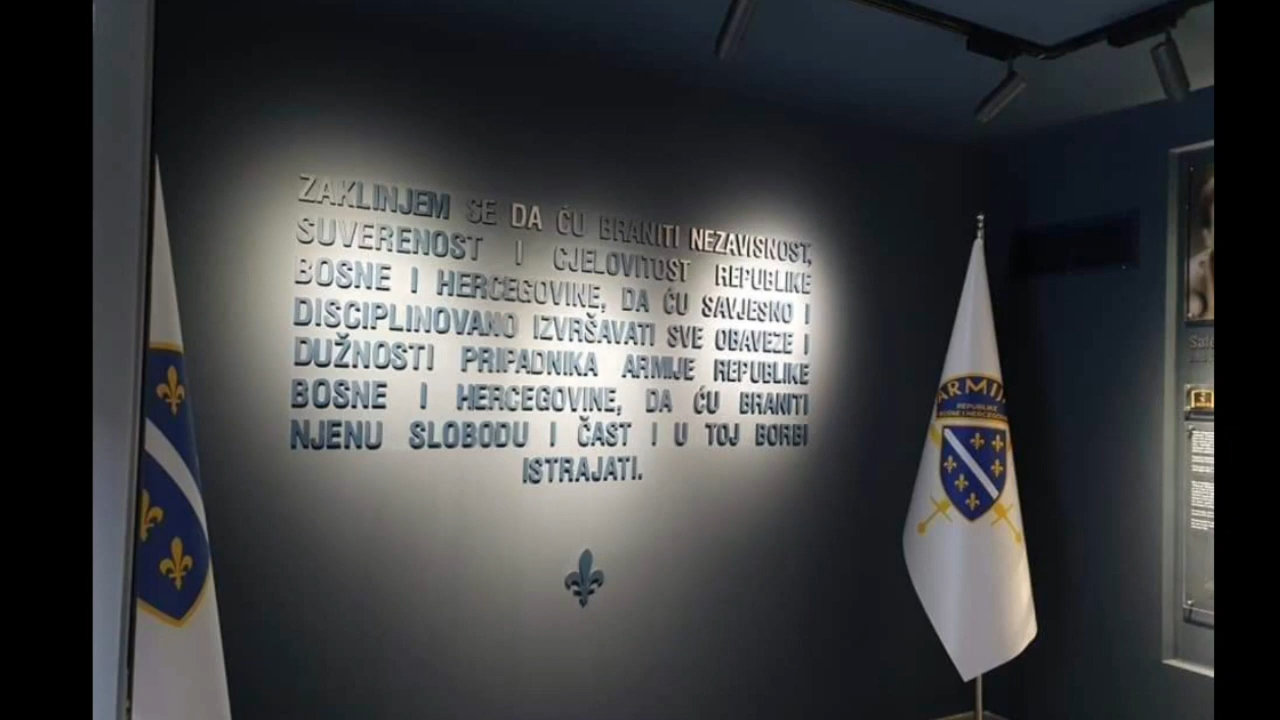 ZAKLINJEM SE DA ĆU BRANITI NEZAVISNOST,
SUVERENOST I CJELOVITOST REPUBLIKE
BOSNE I HERCEGOVINE, DA ĆU SAVJESNO I
DISCIPLINOVANO IZVRŠAVATI SVE OBAVEZE I
DUŽNOSTI PRIPADNIKA ARMIJE REPUBLIKE
BOSNE I HERCEGOVINE, DA ĆU BRANITI
NJENU SLOBODU I ČAST I U TOJ BORBI
ISTRAJATI.
REPUBLIKE